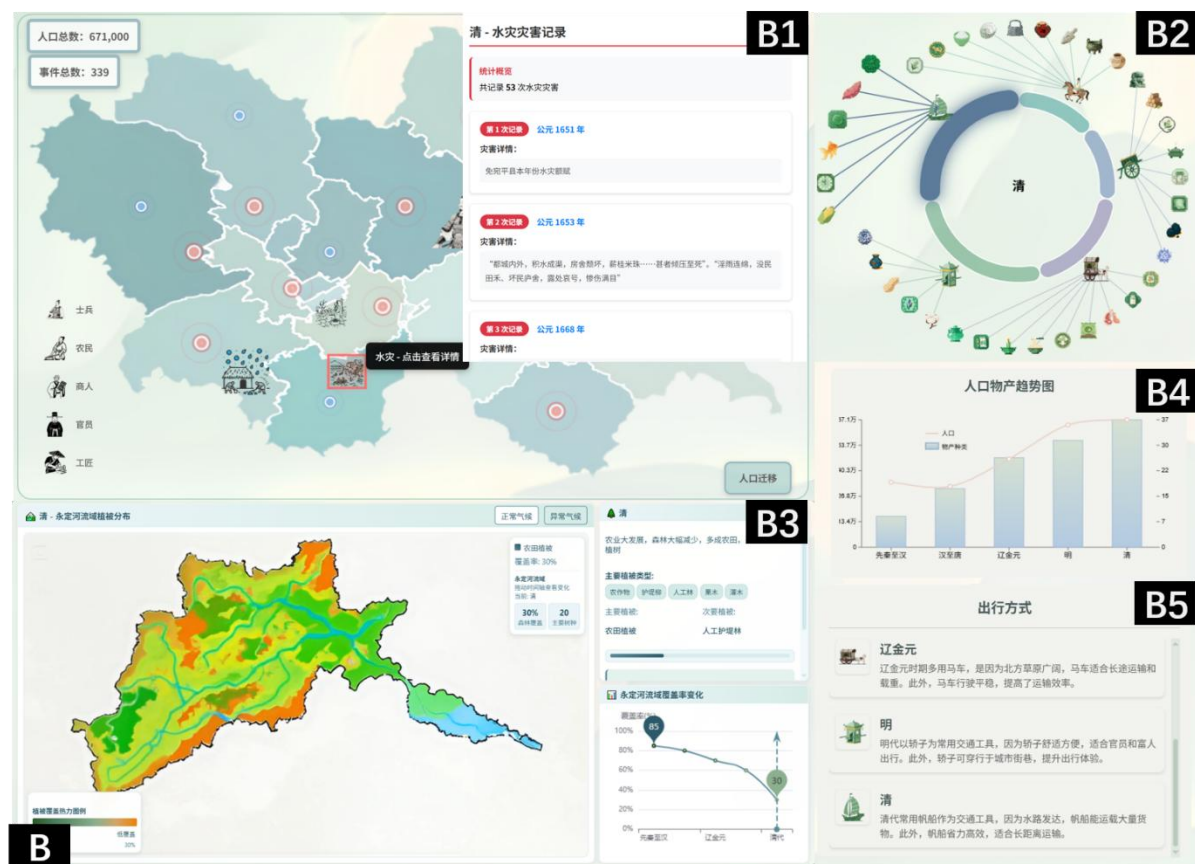 人口总数：671,000
事件总数：339
士兵
农民
商人
官员
工匠
水灾 - 点击查看详情
人口迁移
B1
清 - 水灾灾害记录
统计概览
共记录 53 次水灾灾害
第 1 次记录 公元 1651 年
灾害详情：
免宛平县本年份水灾额赋
第 2 次记录 公元 1653 年
灾害详情：
“都城内外，积水成渠，房舍颓坏，薪桂米珠……甚者倾压至死”，“淫雨连绵，没民
田禾、坏民庐舍，露处哀号，惨伤满目”
第 3 次记录 公元 1668 年
灾害详情：
B2
清
B3
清 - 永定河流域植被分布
正常气候
异常气候
农田植被
覆盖率: 30%
永定河流域
当前: 清
30%
森林覆盖
20
主要树种
植被覆盖热力图例
低覆盖
30%
B
清
农业大发展，森林大幅减少，多成农田，
植树
主要植被类型:
农作物 护堤柳 人工林 果木 灌木
主要植被: 次要植被:
农田植被 人工护堤林
永定河流域覆盖率变化
85
30
100%
80%
60%
40%
20%
0%
先秦至汉 辽金元 清代
B4
人口物产趋势图
人口
物产种类
37
30
22
15
7
0
13.4万
0
先秦至汉 汉至唐 辽金元 明 清
B5
出行方式
辽金元
辽金元时期多用马车，是因为北方草原广阔，马车适合长途运输和
载重。此外，马车行驶平稳，提高了运输效率。
明
明代以轿子为常用交通工具，因为轿子舒适方便，适合官员和富人
出行。此外，轿子可穿行于城市街巷，提升出行体验。
清
清代常用帆船作为交通工具，因为水路发达，帆船能运载大量货
物。此外，帆船省力高效，适合长距离运输。